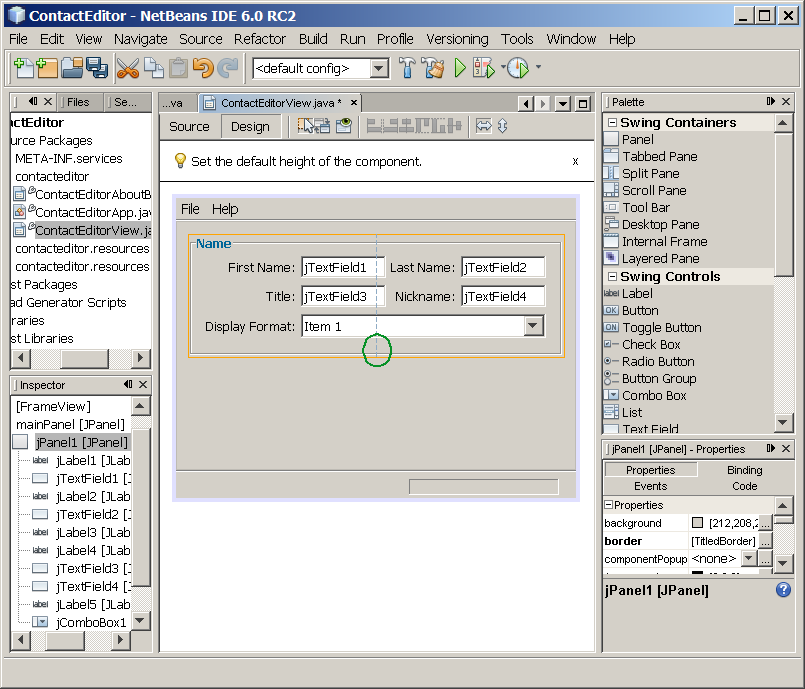 ContactEditor - NetBeans IDE 6.0 RC2
File Edit View Navigate Source Refactor Build Run Profile Versioning Tools Window Help
<default config>
Files Se...
...va ContactEditorView.java * x
Palette
Source Design
Set the default height of the component. x
ntactEditor
urce Packages
META-INF.services
contacteditor
ContactEditorAboutB
ContactEditorApp.jav
ContactEditorView.ja
contacteditor.resources
contacteditor.resources
st Packages
ad Generator Scripts
raries
st Libraries
Inspector
[FrameView]
mainPanel [JPanel]
jPanel1 [JPanel]
label jLabel1 [JLab
jTextField1 [J
label jLabel2 [JLab
jTextField2 [J
label jLabel3 [JLab
label jLabel4 [JLab
jTextField3 [J
jTextField4 [J
label jLabel5 [JLab
jComboBox1
File Help
Name
First Name: jTextField1 Last Name: jTextField2
Title: jTextField3 Nickname: jTextField4
Display Format: Item 1
Swing Containers
Panel
Tabbed Pane
Split Pane
Scroll Pane
Tool Bar
Desktop Pane
Internal Frame
Layered Pane
Swing Controls
label Label
OK Button
ON Toggle Button
Check Box
Radio Button
Button Group
Combo Box
List
Text Field
jPanel1 [JPanel] - Properties
Properties Binding
Events Code
Properties
background [212,208,2 ...
border [TitledBorder] ...
componentPopup <none> ...
jPanel1 [JPanel]